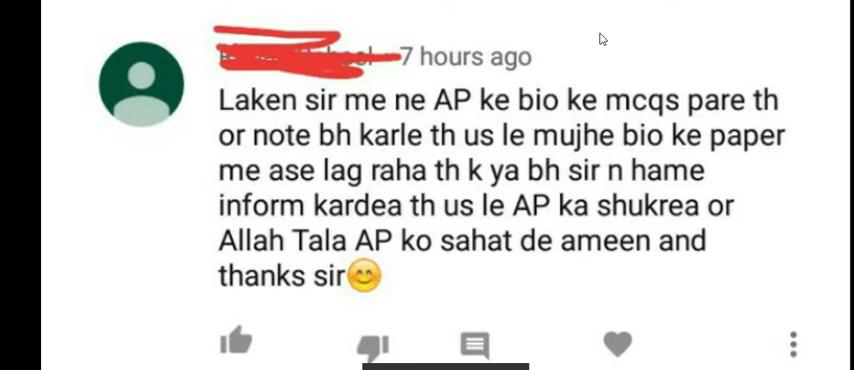 7 hours ago
Laken sir me ne AP ke bio ke mcqs pare th
or note bh karle th us le mujhe bio ke paper
me ase lag raha th k ya bh sir n hame
inform kardea th us le AP ka shukrea or
Allah Tala AP ko sahat de ameen and
thanks sir😊